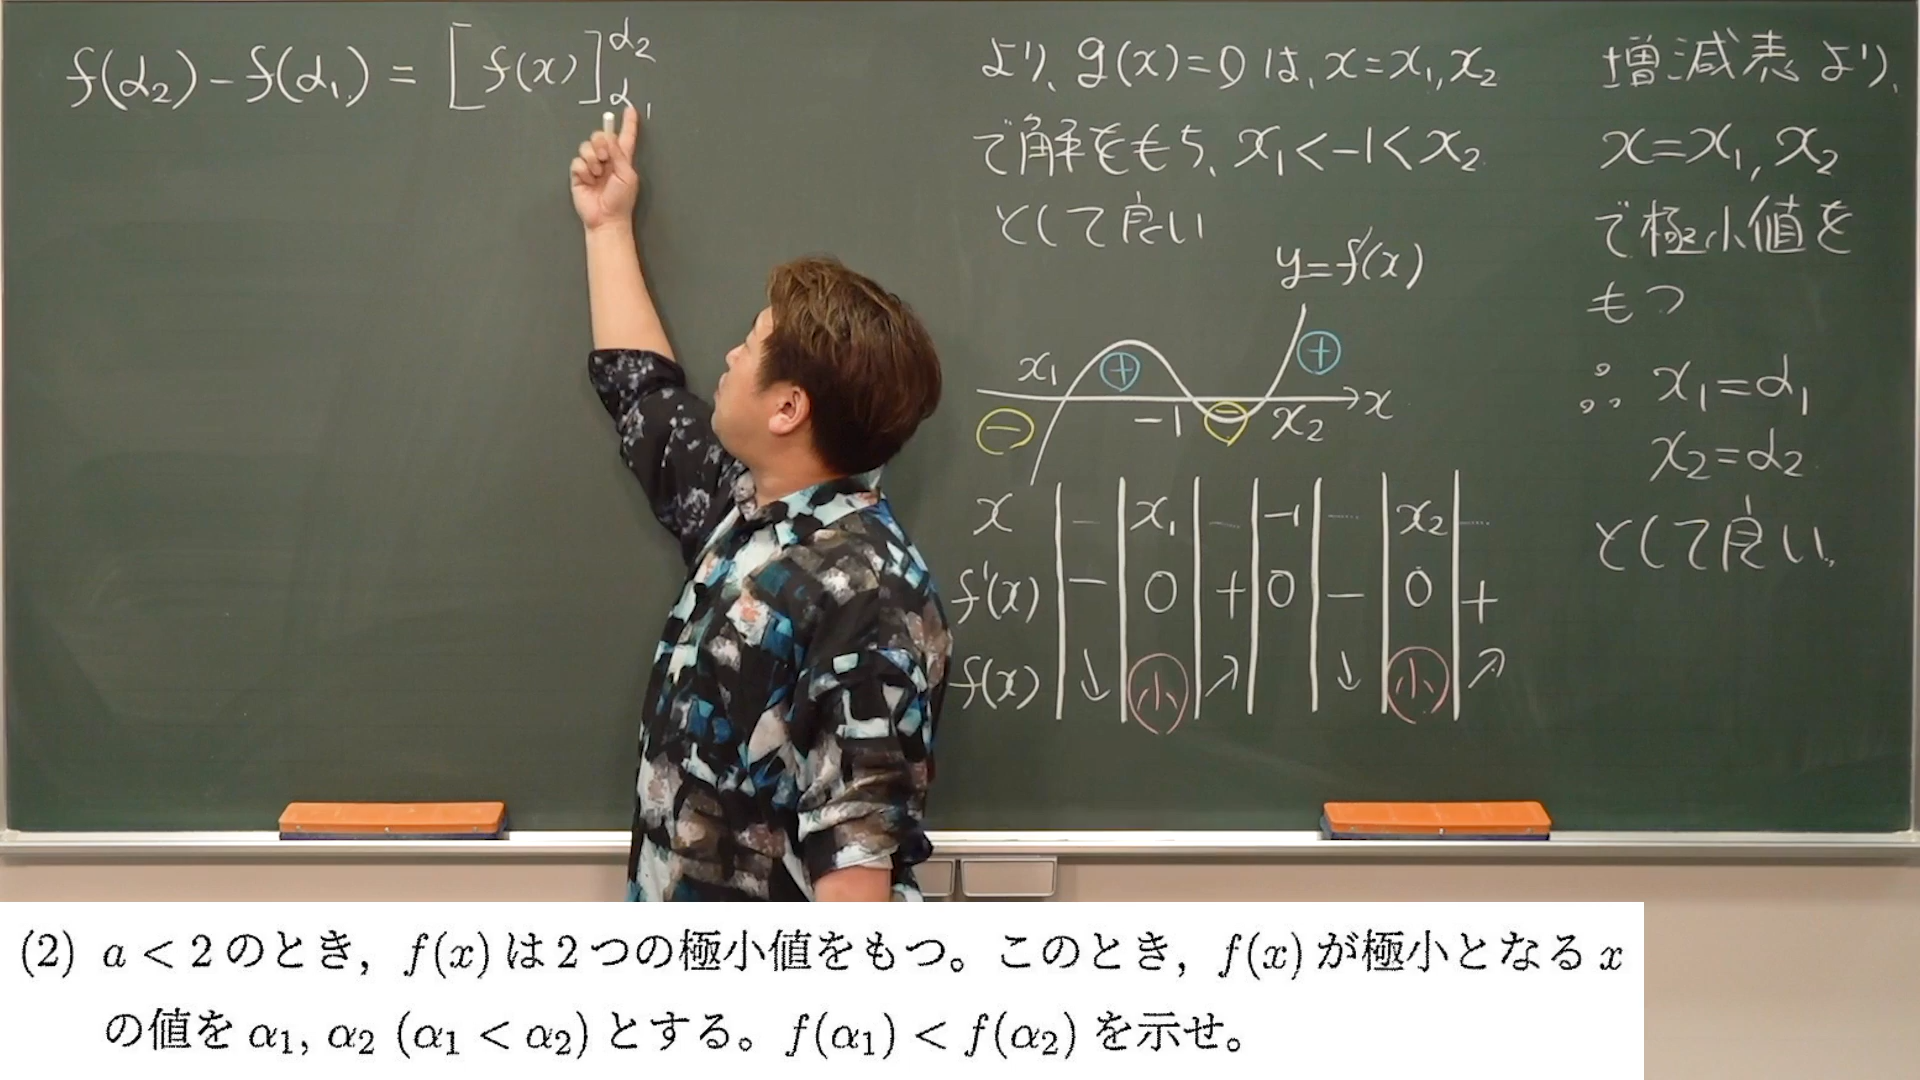 f(α₂)-f(α₁) = [f(x)]^{α₂}_{α₁}
より、g(x)=0は、x=x₁,x₂
で解をもち、x₁<-1<x₂
として良い
y=f'(x)
x₁ + +
- -1 - x₂ x
x … x₁ … -1 … x₂ …
f'(x) - 0 + 0 - 0 +
f(x) ↘ 小 ↗ ↘ 小 ↗
増減表より、
x=x₁, x₂
で極小値を
もつ
∴ x₁=α₁
x₂=α₂
として良い。
(2) a < 2 のとき, f(x) は 2 つの極小値をもつ。このとき, f(x) が極小となる x
の値を α₁, α₂ (α₁ < α₂) とする。f(α₁) < f(α₂) を示せ。